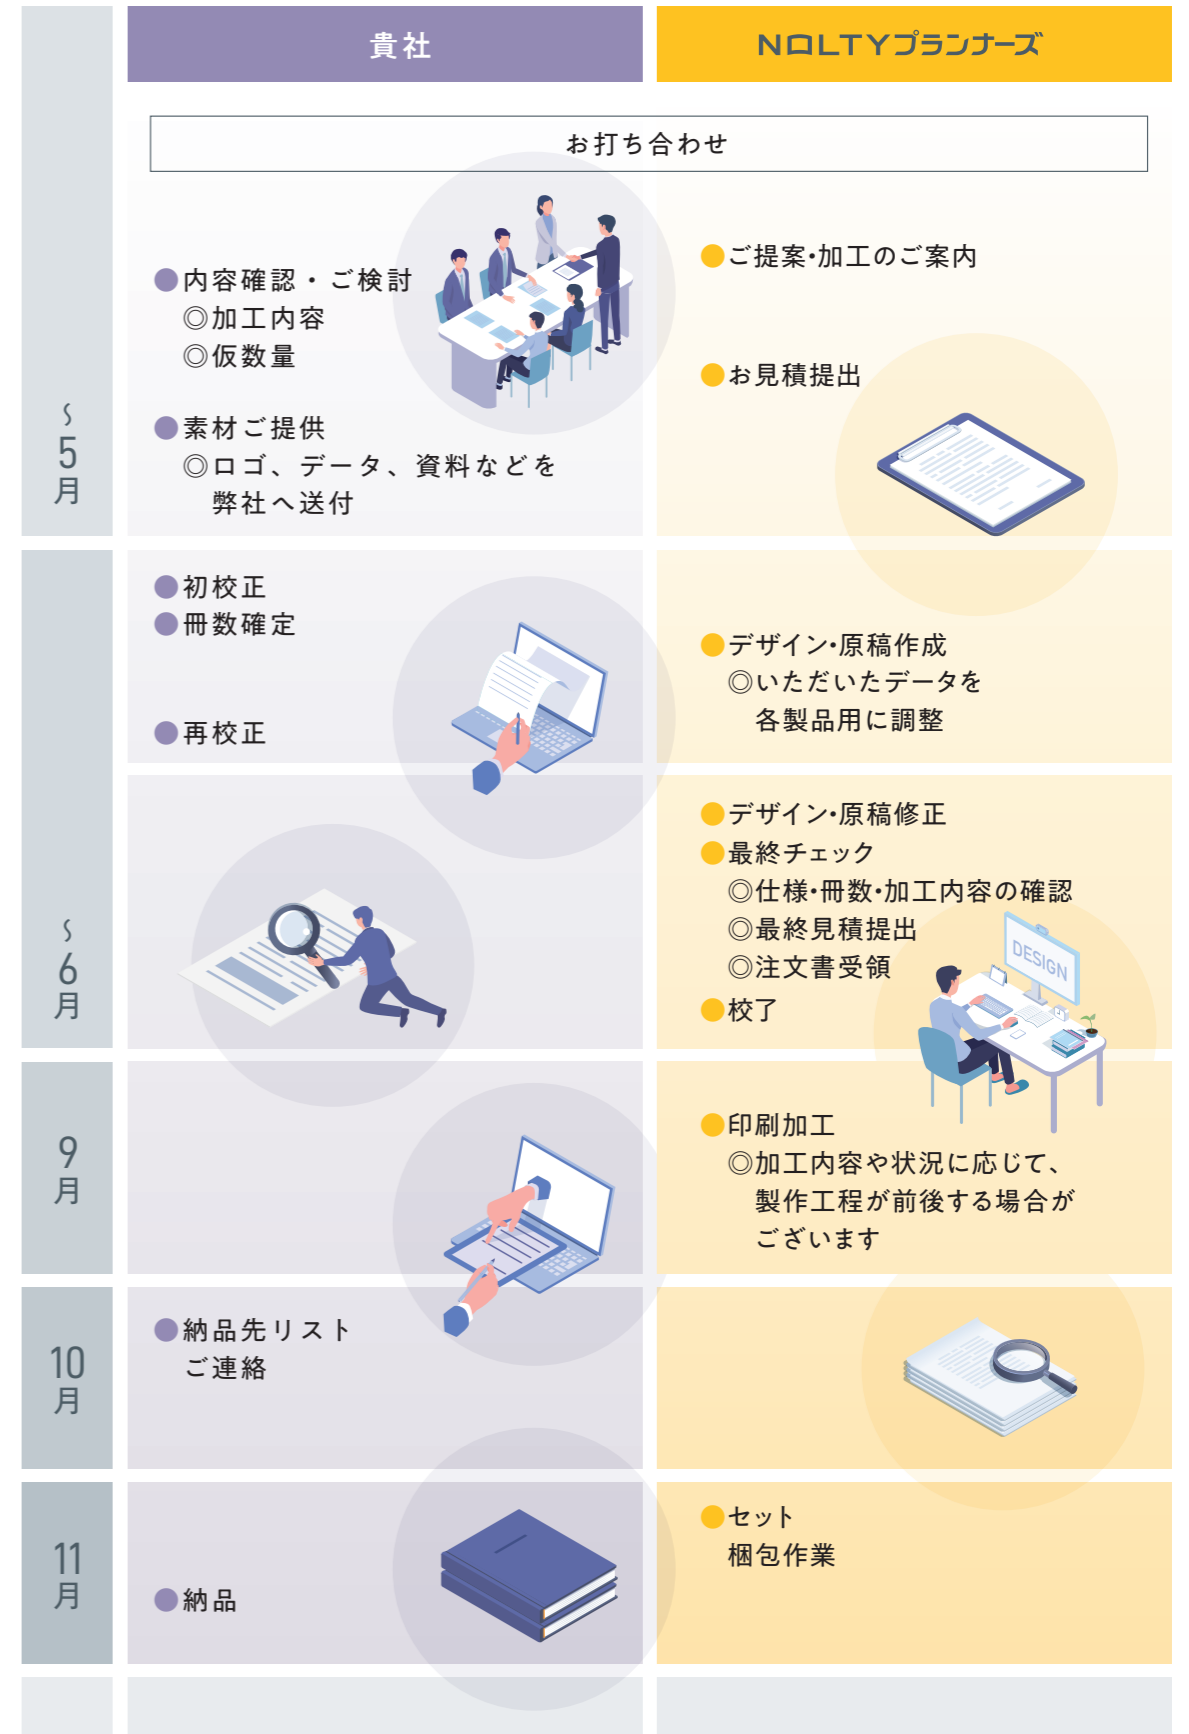 貴社
NOLTYプランナーズ
お打ち合わせ
～5月
●内容確認・ご検討
◎加工内容
◎仮数量
●素材ご提供
◎ロゴ、データ、資料などを
弊社へ送付
●ご提案・加工のご案内
●お見積提出
～6月
●初校正
●冊数確定
●再校正
●デザイン・原稿作成
◎いただいたデータを
各製品用に調整
●デザイン・原稿修正
●最終チェック
◎仕様・冊数・加工内容の確認
◎最終見積提出
◎注文書受領
●校了
DESIGN
9月
●印刷加工
◎加工内容や状況に応じて、
製作工程が前後する場合が
ございます
10月
●納品先リスト
ご連絡
11月
●納品
●セット
梱包作業